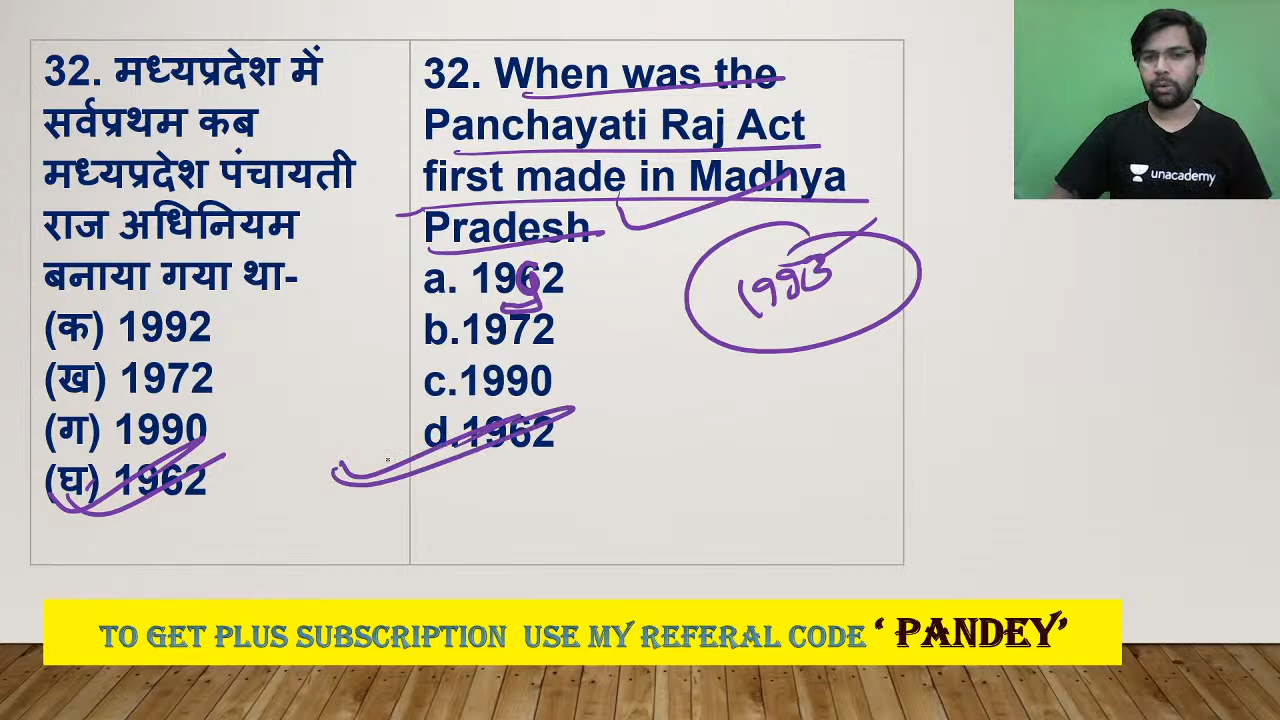 32. मध्यप्रदेश में
सर्वप्रथम कब
मध्यप्रदेश पंचायती
राज अधिनियम
बनाया गया था-
(क) 1992
(ख) 1972
(ग) 1990
(घ) 1962
32. When was the
Panchayati Raj Act
first made in Madhya
Pradesh
a. 1962
9
b.1972
c.1990
d.1962
unacademy
TO GET PLUS SUBSCRIPTION USE MY REFERAL CODE ‘ PANDEY’